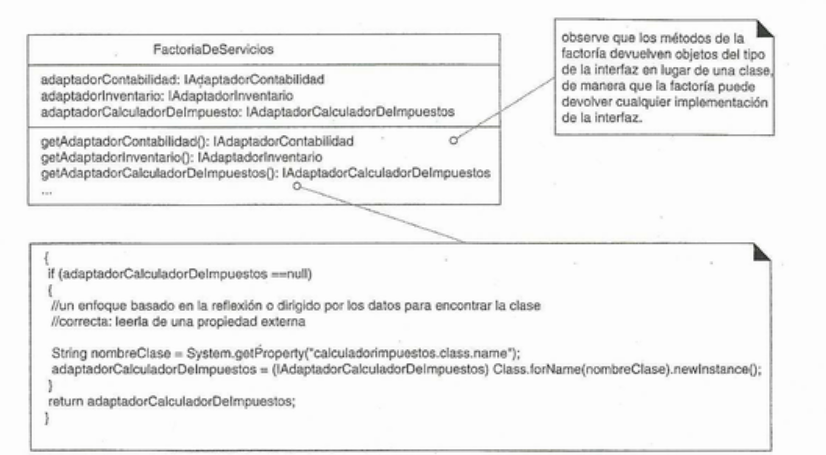 FactoriaDeServicios
adaptadorContabilidad: IAdaptadorContabilidad
adaptadorInventario: IAdaptadorInventario
adaptadorCalculadorDeImpuesto: IAdaptadorCalculadorDeImpuestos
getAdaptadorContabilidad(): IAdaptadorContabilidad
getAdaptadorInventario(): IAdaptadorInventario
getAdaptadorCalculadorDeImpuestos(): IAdaptadorCalculadorDeImpuestos
...
observe que los métodos de la
factoría devuelven objetos del tipo
de la interfaz en lugar de una clase,
de manera que la factoría puede
devolver cualquier implementación
de la interfaz.
{
if (adaptadorCalculadorDeImpuestos ==null)
{
//un enfoque basado en la reflexión o dirigido por los datos para encontrar la clase
//correcta: leerla de una propiedad externa
String nombreClase = System.getProperty("calculadorimpuestos.class.name");
adaptadorCalculadorDeImpuestos = (IAdaptadorCalculadorDeImpuestos) Class.forName(nombreClase).newInstance();
}
return adaptadorCalculadorDeImpuestos;
}